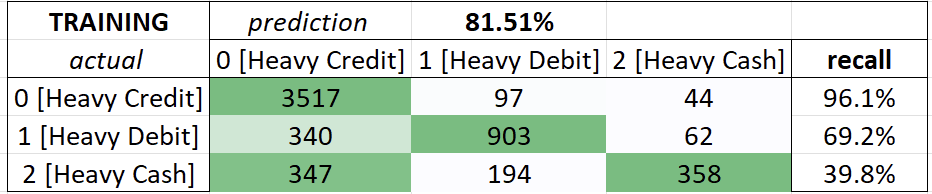 TRAINING prediction 81.51%
actual 0 [Heavy Credit] 1 [Heavy Debit] 2 [Heavy Cash] recall
0 [Heavy Credit] 3517 97 44 96.1%
1 [Heavy Debit] 340 903 62 69.2%
2 [Heavy Cash] 347 194 358 39.8%